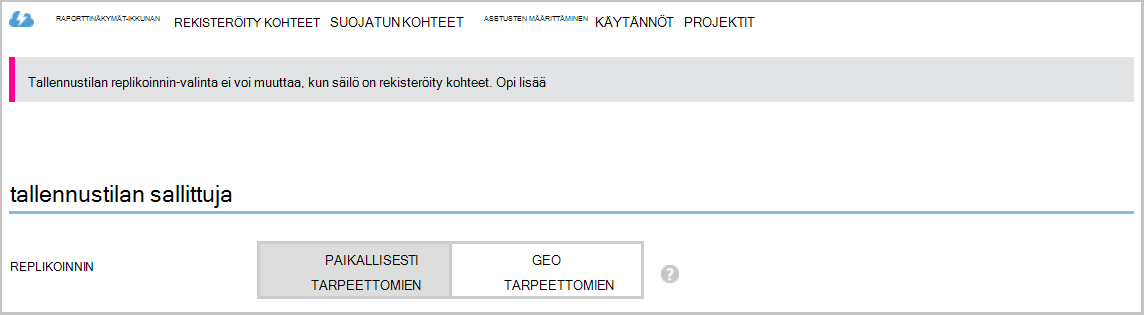 RAPORTTINÄKYMÄT-IKKUNAN REKISTERÖITY KOHTEET SUOJATUN KOHTEET ASETUSTEN MÄÄRITTÄMINEN KÄYTÄNNÖT PROJEKTIT
Tallennustilan replikoinnin-valinta ei voi muuttaa, kun säilö on rekisteröity kohteet. Opi lisää
tallennustilan sallittuja
REPLIKOINNIN
PAIKALLISESTI
TARPEETTOMIEN
GEO
TARPEETTOMIEN
?